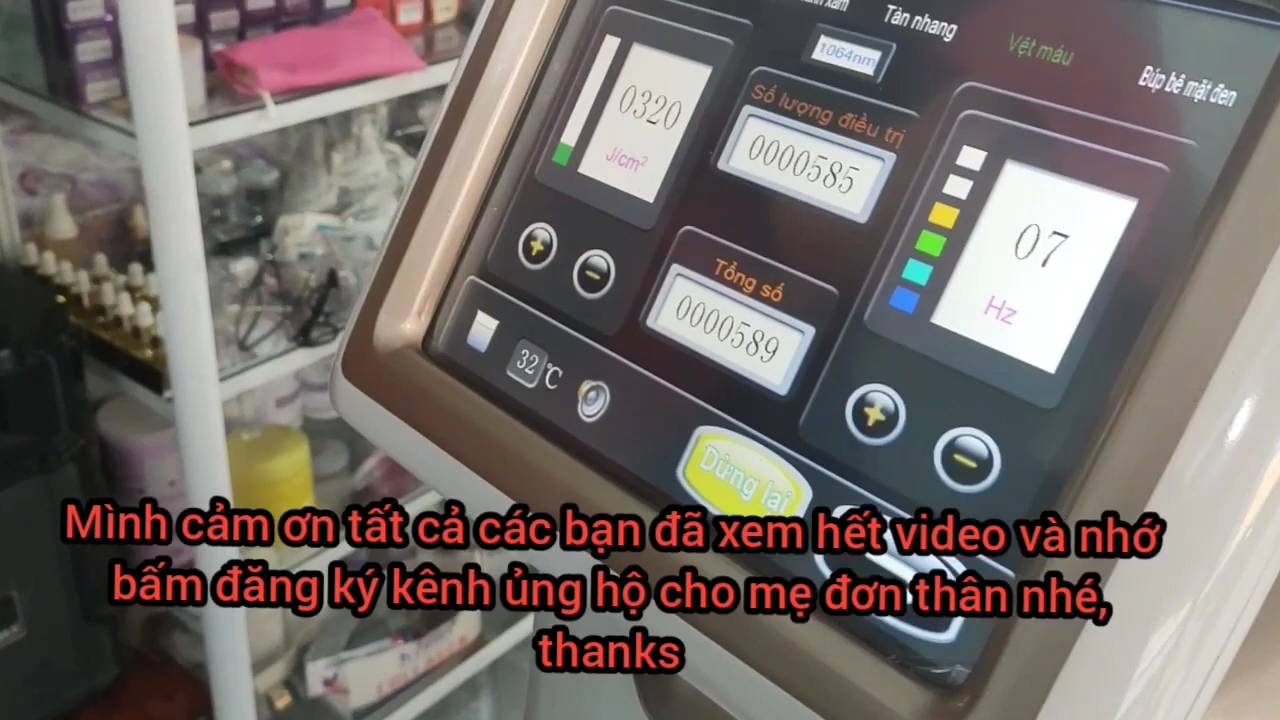 xăm
Tàn nhang
Vệt máu
Búp bê mặt đen
1064nm
0320
J/cm²
Số lượng điều trị
0000585
07
Hz
Tổng số
0000589
32 ℃
Dừng lại
Mình cảm ơn tất cả các bạn đã xem hết video và nhớ
bấm đăng ký kênh ủng hộ cho mẹ đơn thân nhé,
thanks